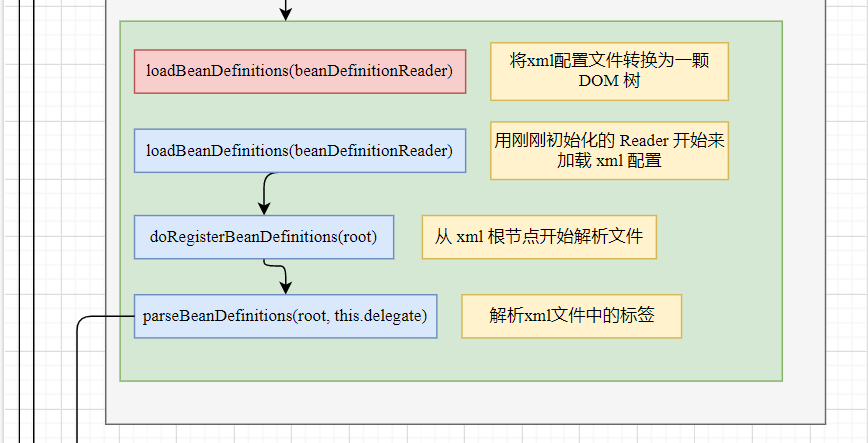 loadBeanDefinitions(beanDefinitionReader)
将xml配置文件转换为一颗
DOM 树
loadBeanDefinitions(beanDefinitionReader)
用刚刚初始化的 Reader 开始来
加载 xml 配置
doRegisterBeanDefinitions(root)
从 xml 根节点开始解析文件
parseBeanDefinitions(root, this.delegate)
解析xml文件中的标签